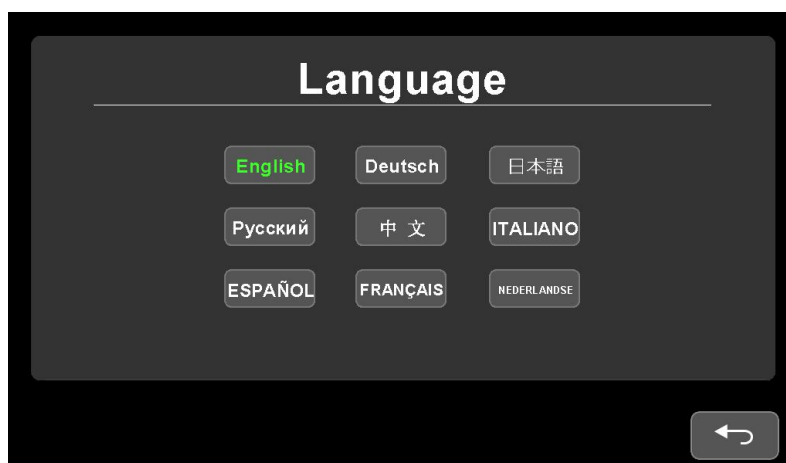 Language
English Deutsch 日本語
Русский 中 文 ITALIANO
ESPAÑOL FRANÇAIS NEDERLANDSE